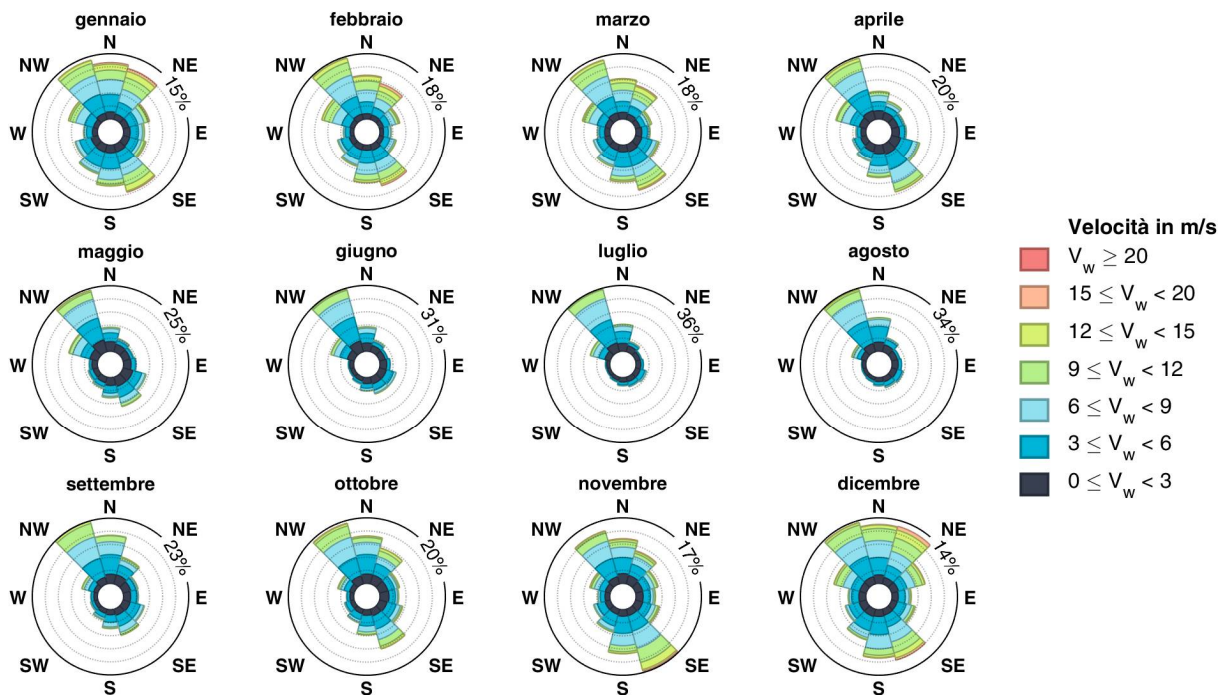 gennaio febbraio marzo aprile
N N N N
NW NE NW NE NW NE NW NE
15% 18% 18% 20%
W E W E W E W E
SW SE SW SE SW SE SW SE
S S S S
Velocità in m/s
V_w ≥ 20
15 ≤ V_w < 20
12 ≤ V_w < 15
9 ≤ V_w < 12
6 ≤ V_w < 9
3 ≤ V_w < 6
0 ≤ V_w < 3
maggio giugno luglio agosto
N N N N
NW NE NW NE NW NE NW NE
25% 31% 36% 34%
W E W E W E W E
SW SE SW SE SW SE SW SE
S S S S
settembre ottobre novembre dicembre
N N N N
NW NE NW NE NW NE NW NE
23% 20% 17% 14%
W E W E W E W E
SW SE SW SE SW SE SW SE
S S S S